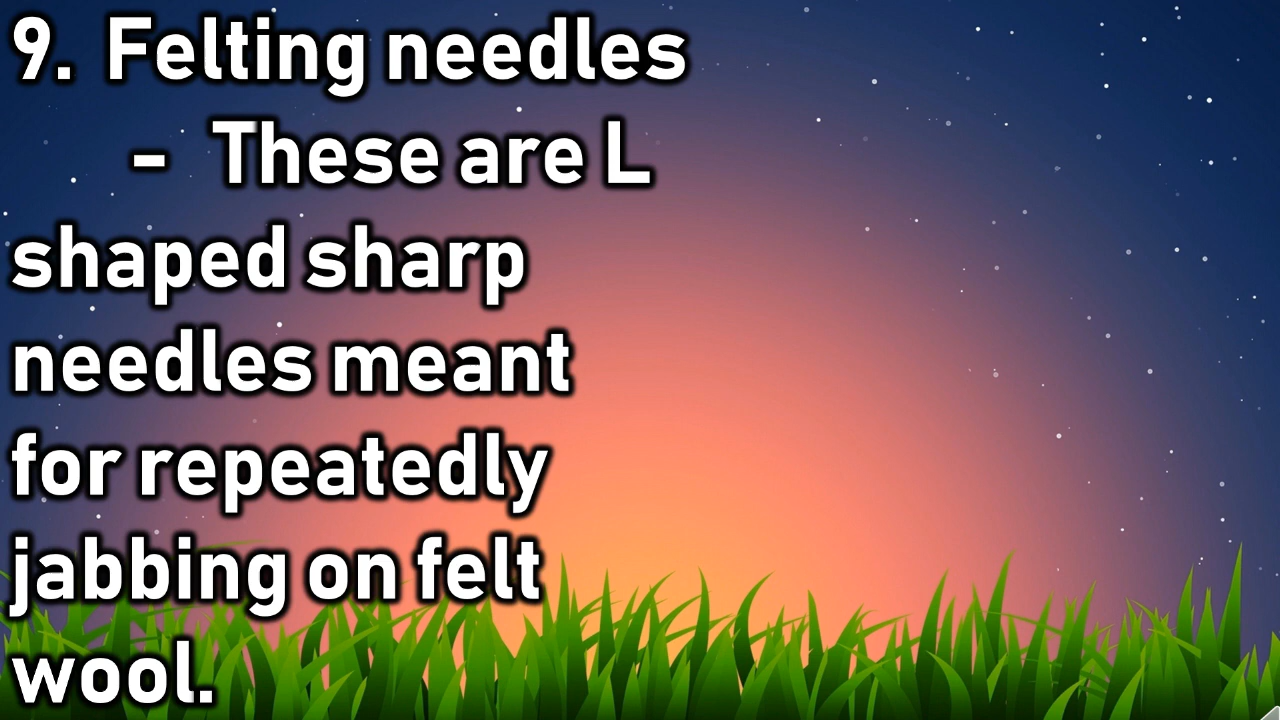 9. Felting needles
- These are L
shaped sharp
needles meant
for repeatedly
jabbing on felt
wool.